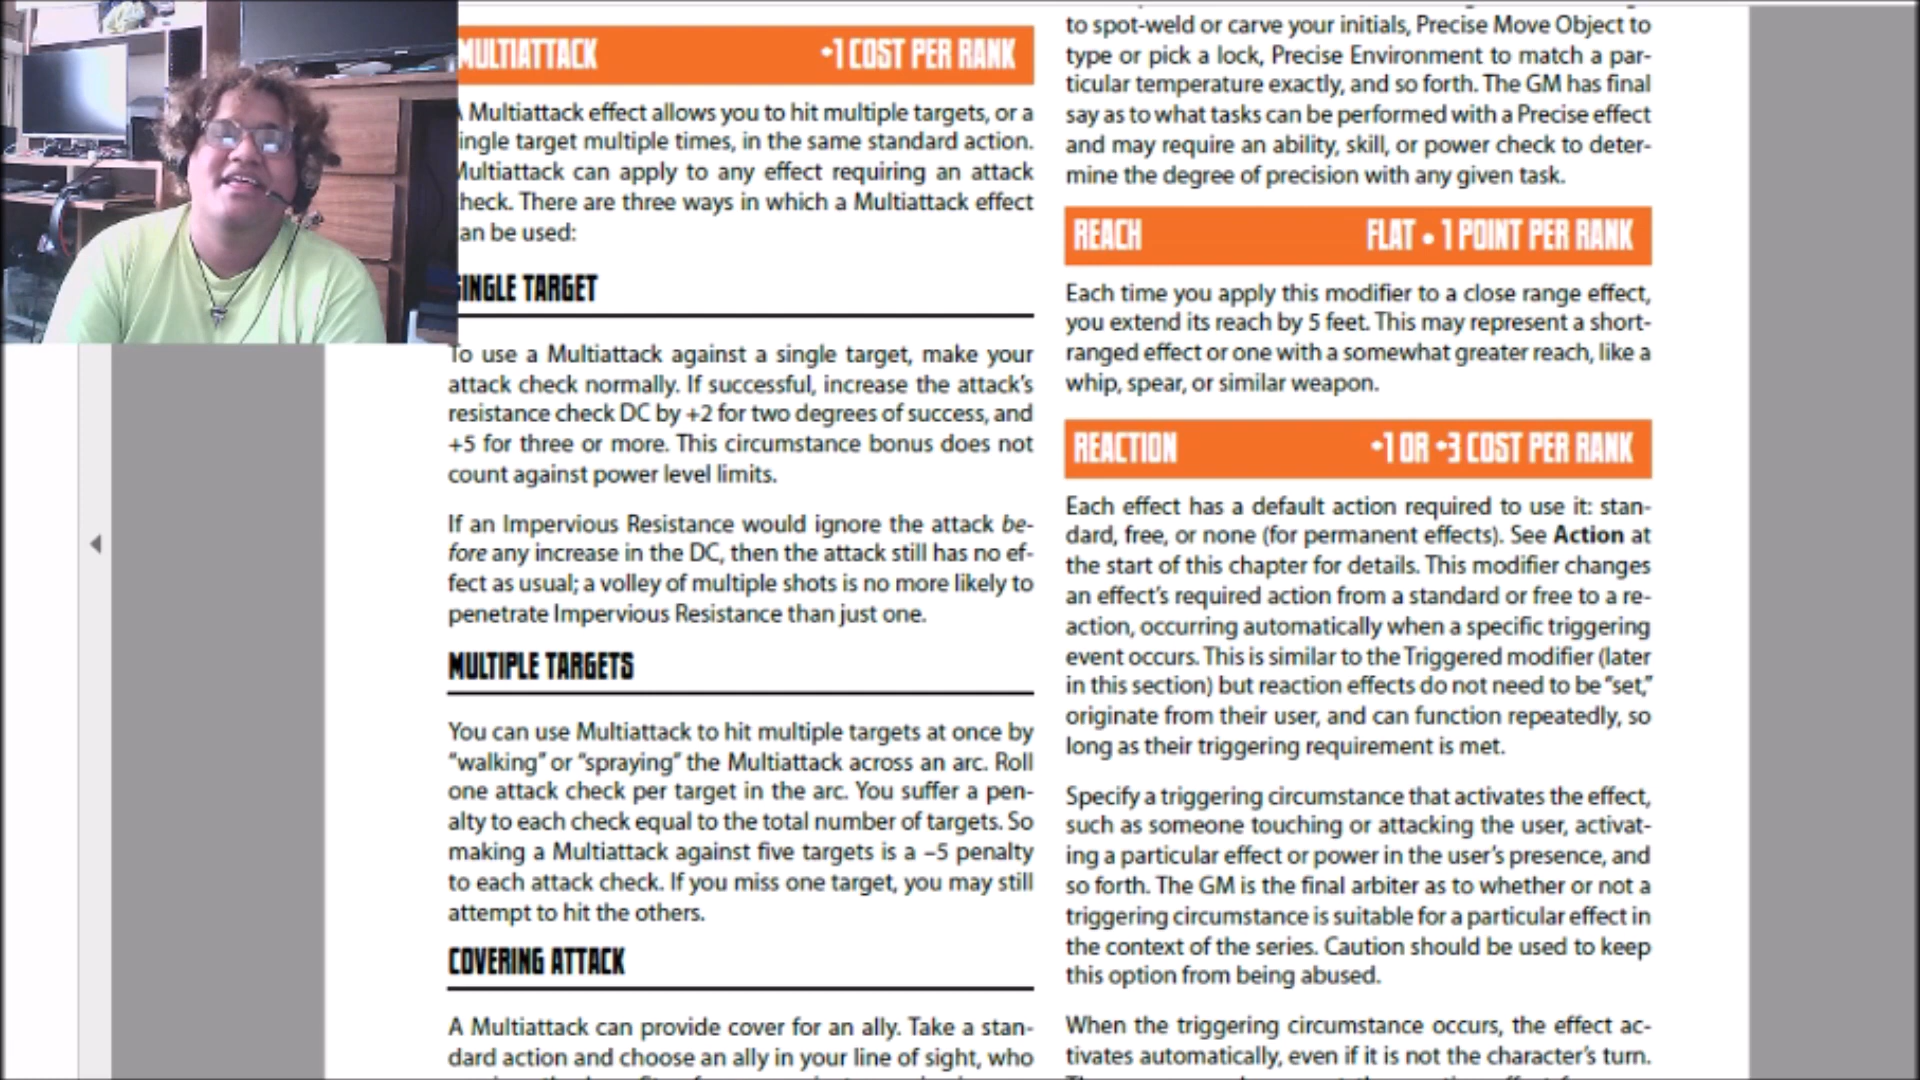 MULTIATTACK +1 COST PER RANK
Multiattack effect allows you to hit multiple targets, or a
ingle target multiple times, in the same standard action.
Multiattack can apply to any effect requiring an attack
heck. There are three ways in which a Multiattack effect
an be used:
SINGLE TARGET
To use a Multiattack against a single target, make your
attack check normally. If successful, increase the attack's
resistance check DC by +2 for two degrees of success, and
+5 for three or more. This circumstance bonus does not
count against power level limits.
If an Impervious Resistance would ignore the attack be-
fore any increase in the DC, then the attack still has no ef-
fect as usual; a volley of multiple shots is no more likely to
penetrate Impervious Resistance than just one.
MULTIPLE TARGETS
You can use Multiattack to hit multiple targets at once by
“walking” or “spraying” the Multiattack across an arc. Roll
one attack check per target in the arc. You suffer a pen-
alty to each check equal to the total number of targets. So
making a Multiattack against five targets is a –5 penalty
to each attack check. If you miss one target, you may still
attempt to hit the others.
COVERING ATTACK
A Multiattack can provide cover for an ally. Take a stan-
dard action and choose an ally in your line of sight, who
to spot-weld or carve your initials, Precise Move Object to
type or pick a lock, Precise Environment to match a par-
ticular temperature exactly, and so forth. The GM has final
say as to what tasks can be performed with a Precise effect
and may require an ability, skill, or power check to deter-
mine the degree of precision with any given task.
REACH FLAT • 1 POINT PER RANK
Each time you apply this modifier to a close range effect,
you extend its reach by 5 feet. This may represent a short-
ranged effect or one with a somewhat greater reach, like a
whip, spear, or similar weapon.
REACTION +1 OR +3 COST PER RANK
Each effect has a default action required to use it: stan-
dard, free, or none (for permanent effects). See Action at
the start of this chapter for details. This modifier changes
an effect's required action from a standard or free to a re-
action, occurring automatically when a specific triggering
event occurs. This is similar to the Triggered modifier (later
in this section) but reaction effects do not need to be “set,”
originate from their user, and can function repeatedly, so
long as their triggering requirement is met.
Specify a triggering circumstance that activates the effect,
such as someone touching or attacking the user, activat-
ing a particular effect or power in the user's presence, and
so forth. The GM is the final arbiter as to whether or not a
triggering circumstance is suitable for a particular effect in
the context of the series. Caution should be used to keep
this option from being abused.
When the triggering circumstance occurs, the effect ac-
tivates automatically, even if it is not the character's turn.